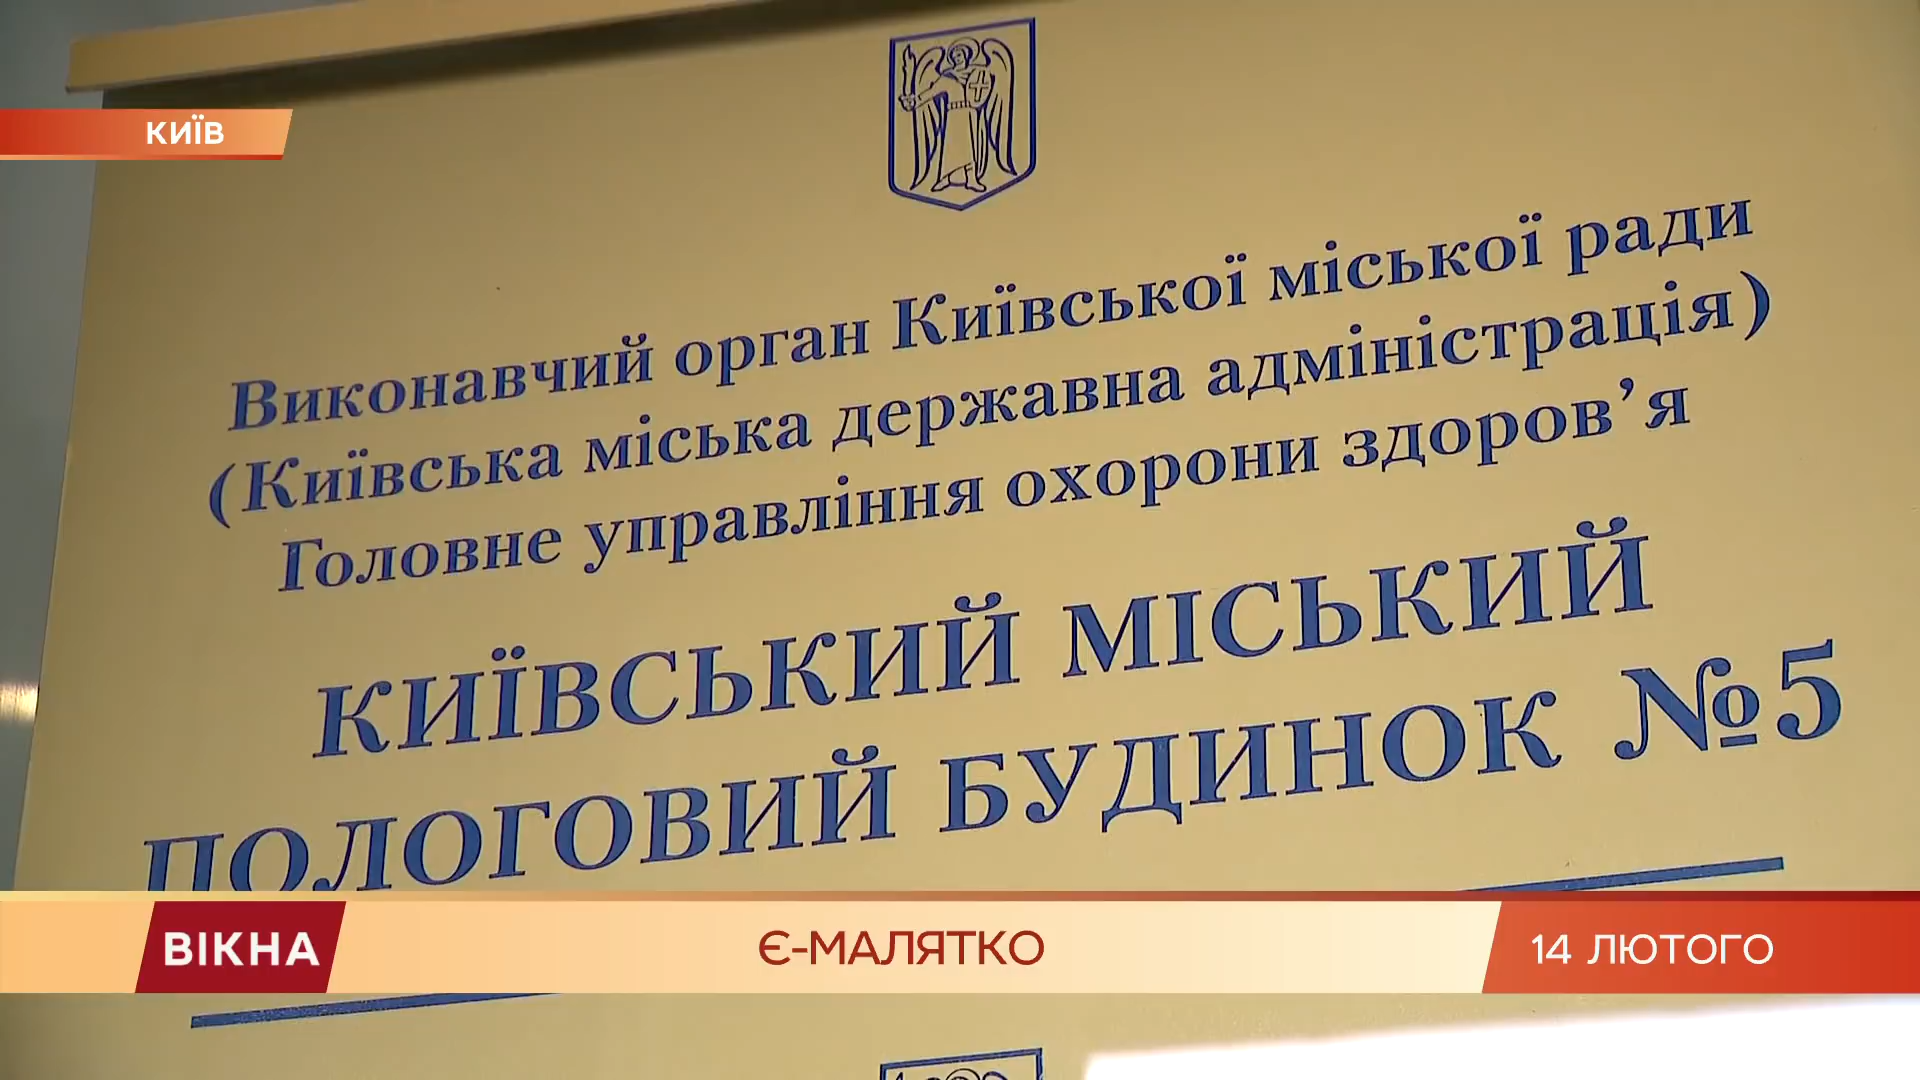 КИЇВ
Виконавчий орган Київської міської ради
(Київська міська державна адміністрація)
Головне управління охорони здоров’я
КИЇВСЬКИЙ МІСЬКИЙ
ПОЛОГОВИЙ БУДИНОК №5
ВІКНА
Є-МАЛЯТКО
14 ЛЮТОГО